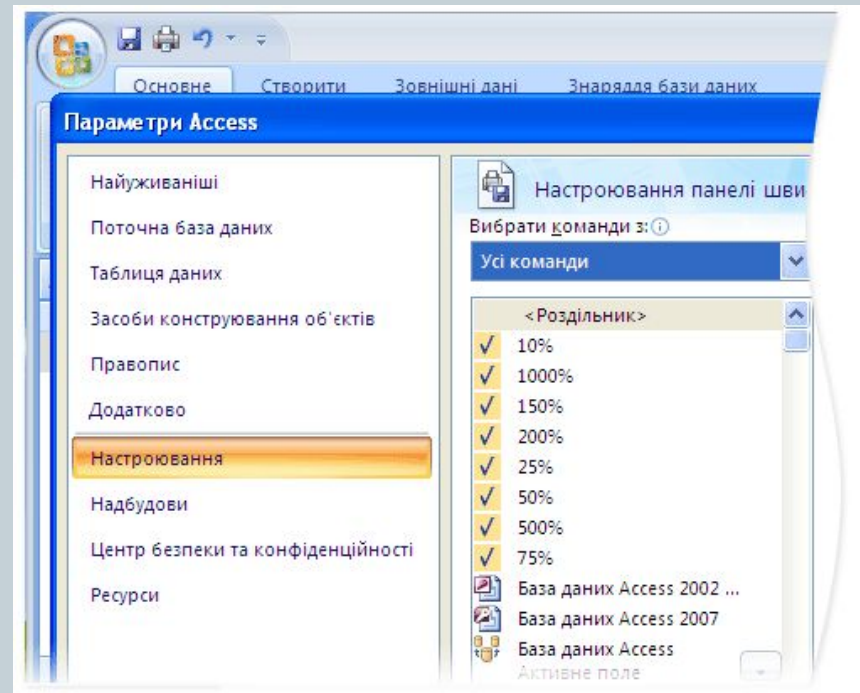 Основне Створити Зовнішні дані Знаряддя бази даних
Параметри Access
Найуживаніші
Поточна база даних
Таблиця даних
Засоби конструювання об'єктів
Правопис
Додатково
Настроювання
Надбудови
Центр безпеки та конфіденційності
Ресурси
Настроювання панелі шви
Вибрати команди з:
Усі команди
<Роздільник>
10%
1000%
150%
200%
25%
50%
500%
75%
База даних Access 2002 ...
База даних Access 2007
База даних Access
Активне поле